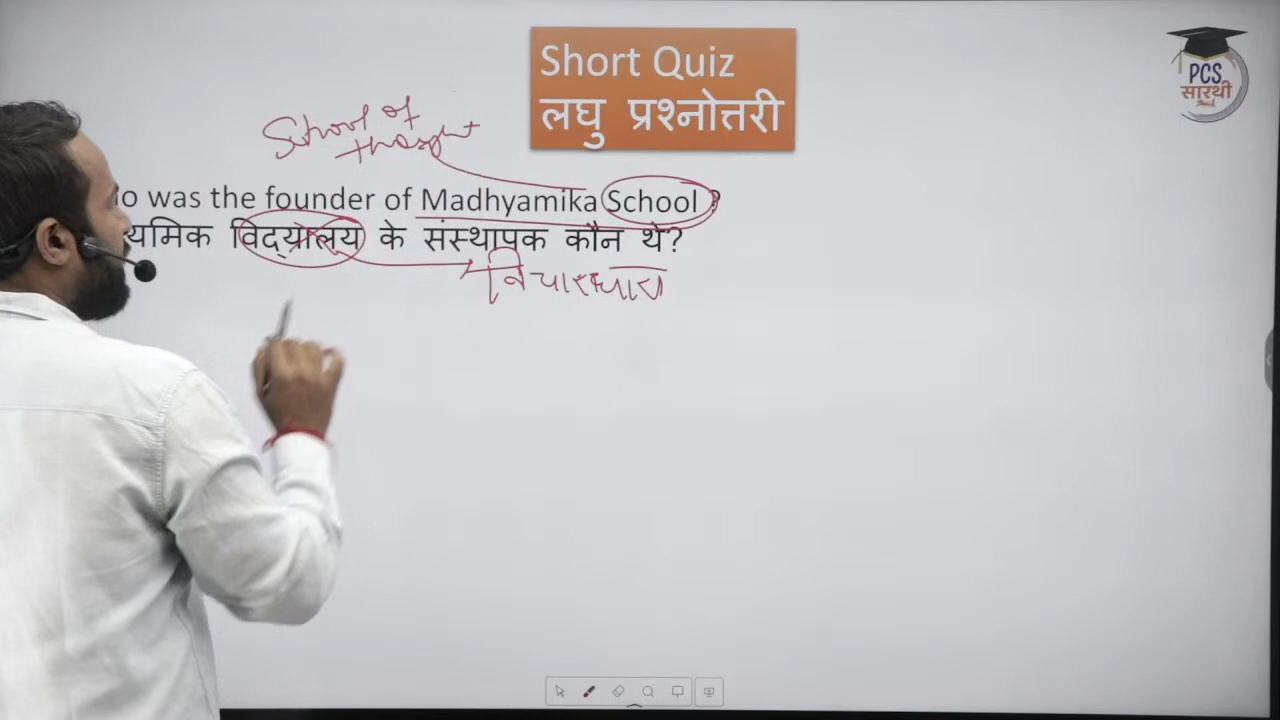 Short Quiz
लघु प्रश्नोत्तरी
PCS
सारथी
School of
thought
o was the founder of Madhyamika School ?
यमिक विद्यालय के संस्थापक कौन थे?
विचारधारा